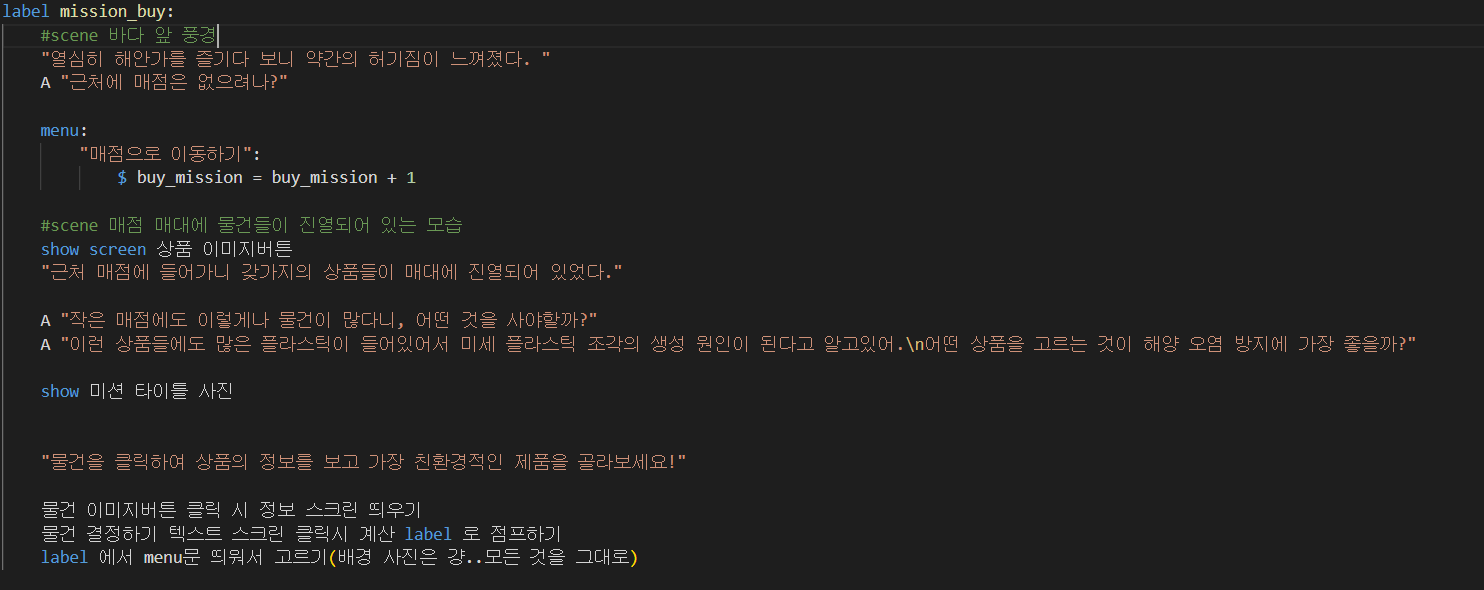 label mission_buy:
#scene 바다 앞 풍경
"열심히 해안가를 즐기다 보니 약간의 허기짐이 느껴졌다. "
A "근처에 매점은 없으려나?"
menu:
"매점으로 이동하기":
$ buy_mission = buy_mission + 1
#scene 매점 매대에 물건들이 진열되어 있는 모습
show screen 상품 이미지버튼
"근처 매점에 들어가니 갖가지의 상품들이 매대에 진열되어 있었다."
A "작은 매점에도 이렇게나 물건이 많다니, 어떤 것을 사야할까?"
A "이런 상품들에도 많은 플라스틱이 들어있어서 미세 플라스틱 조각의 생성 원인이 된다고 알고있어.\n어떤 상품을 고르는 것이 해양 오염 방지에 가장 좋을까?"
show 미션 타이틀 사진
"물건을 클릭하여 상품의 정보를 보고 가장 친환경적인 제품을 골라보세요!"
물건 이미지버튼 클릭 시 정보 스크린 띄우기
물건 결정하기 텍스트 스크린 클릭시 계산 label 로 점프하기
label 에서 menu문 띄워서 고르기(배경 사진은 걍..모든 것을 그대로)